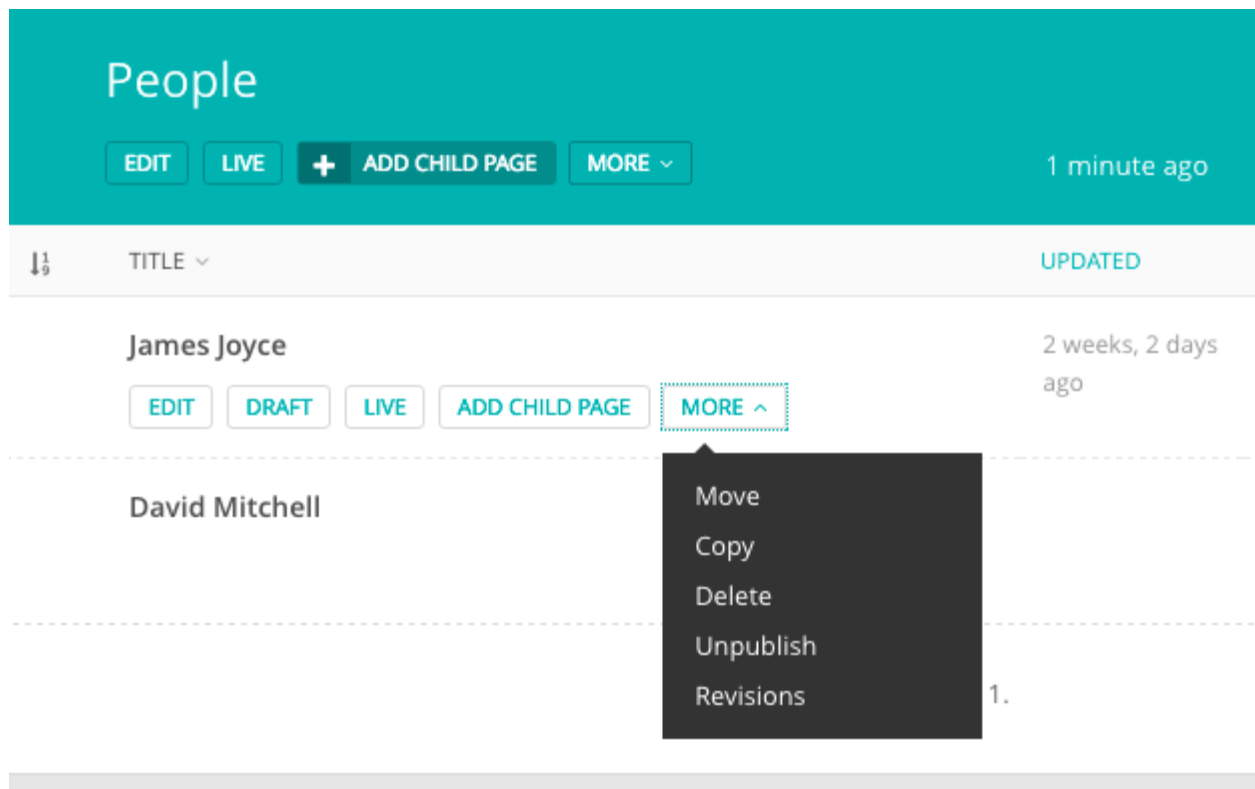 People
EDIT LIVE + ADD CHILD PAGE MORE 1 minute ago
TITLE UPDATED
James Joyce 2 weeks, 2 days
ago
EDIT DRAFT LIVE ADD CHILD PAGE MORE
David Mitchell
Move
Copy
Delete
Unpublish
Revisions
1.